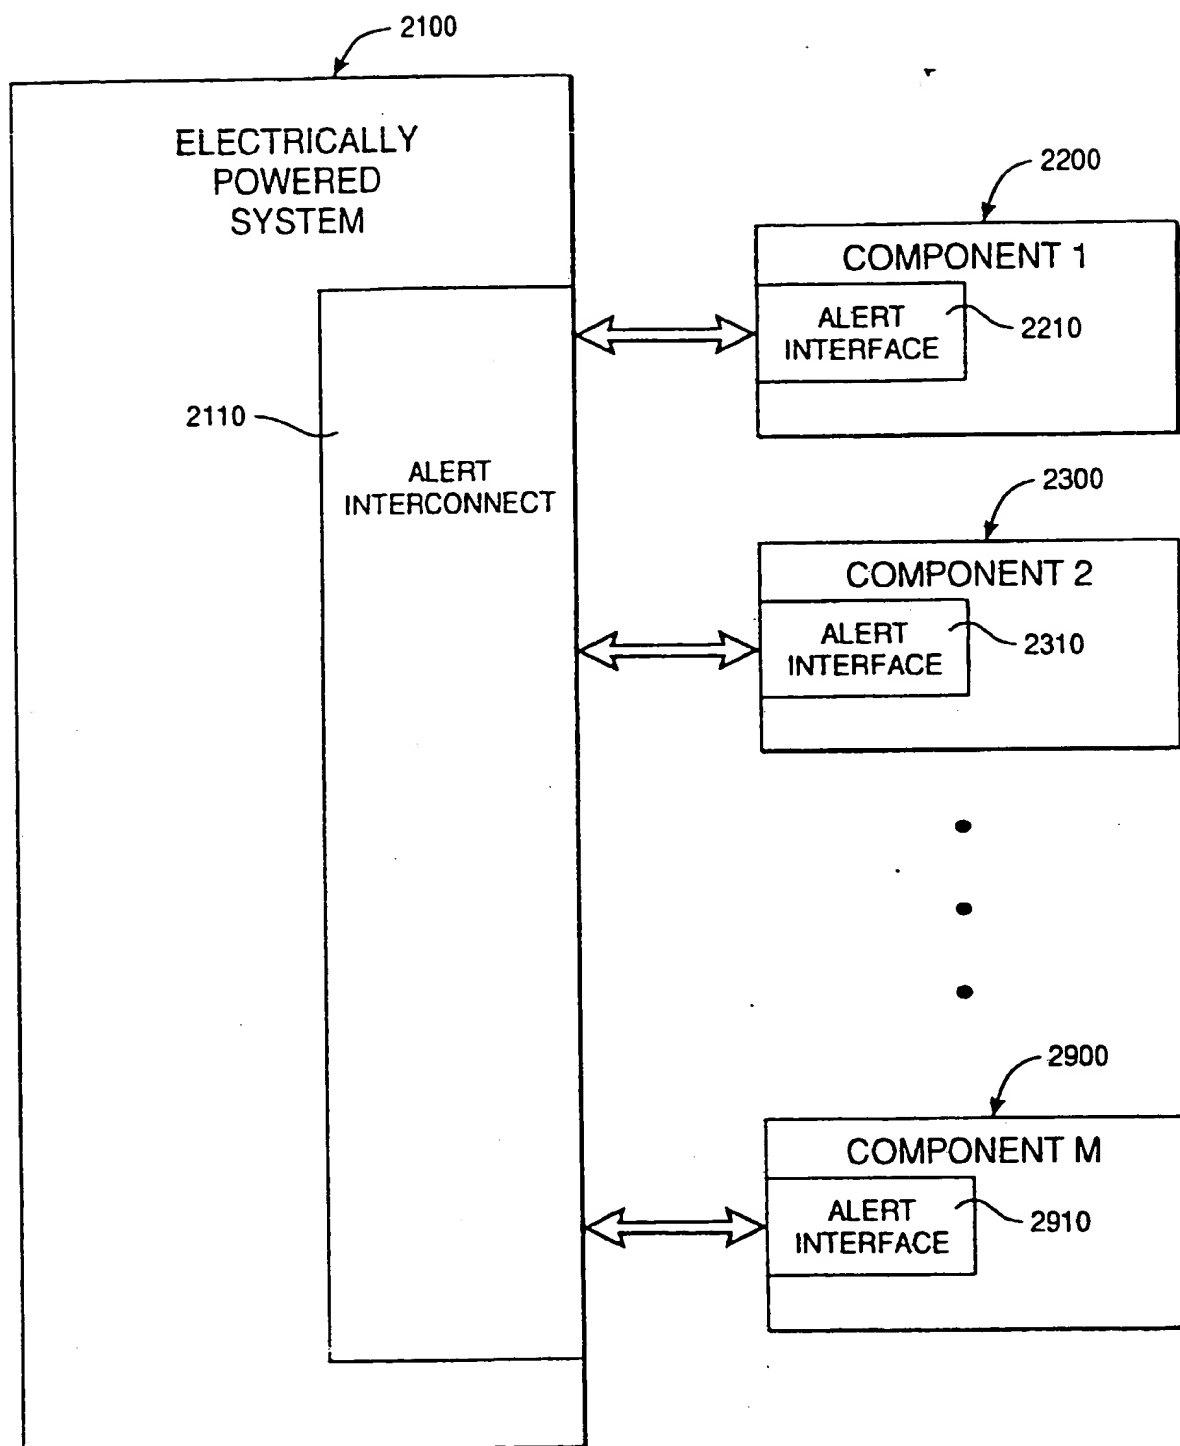 2100
ELECTRICALLY
POWERED
SYSTEM
2200
COMPONENT 1
ALERT
INTERFACE
2210
2110
ALERT
INTERCONNECT
2300
COMPONENT 2
ALERT
INTERFACE
2310
2900
COMPONENT M
ALERT
INTERFACE
2910